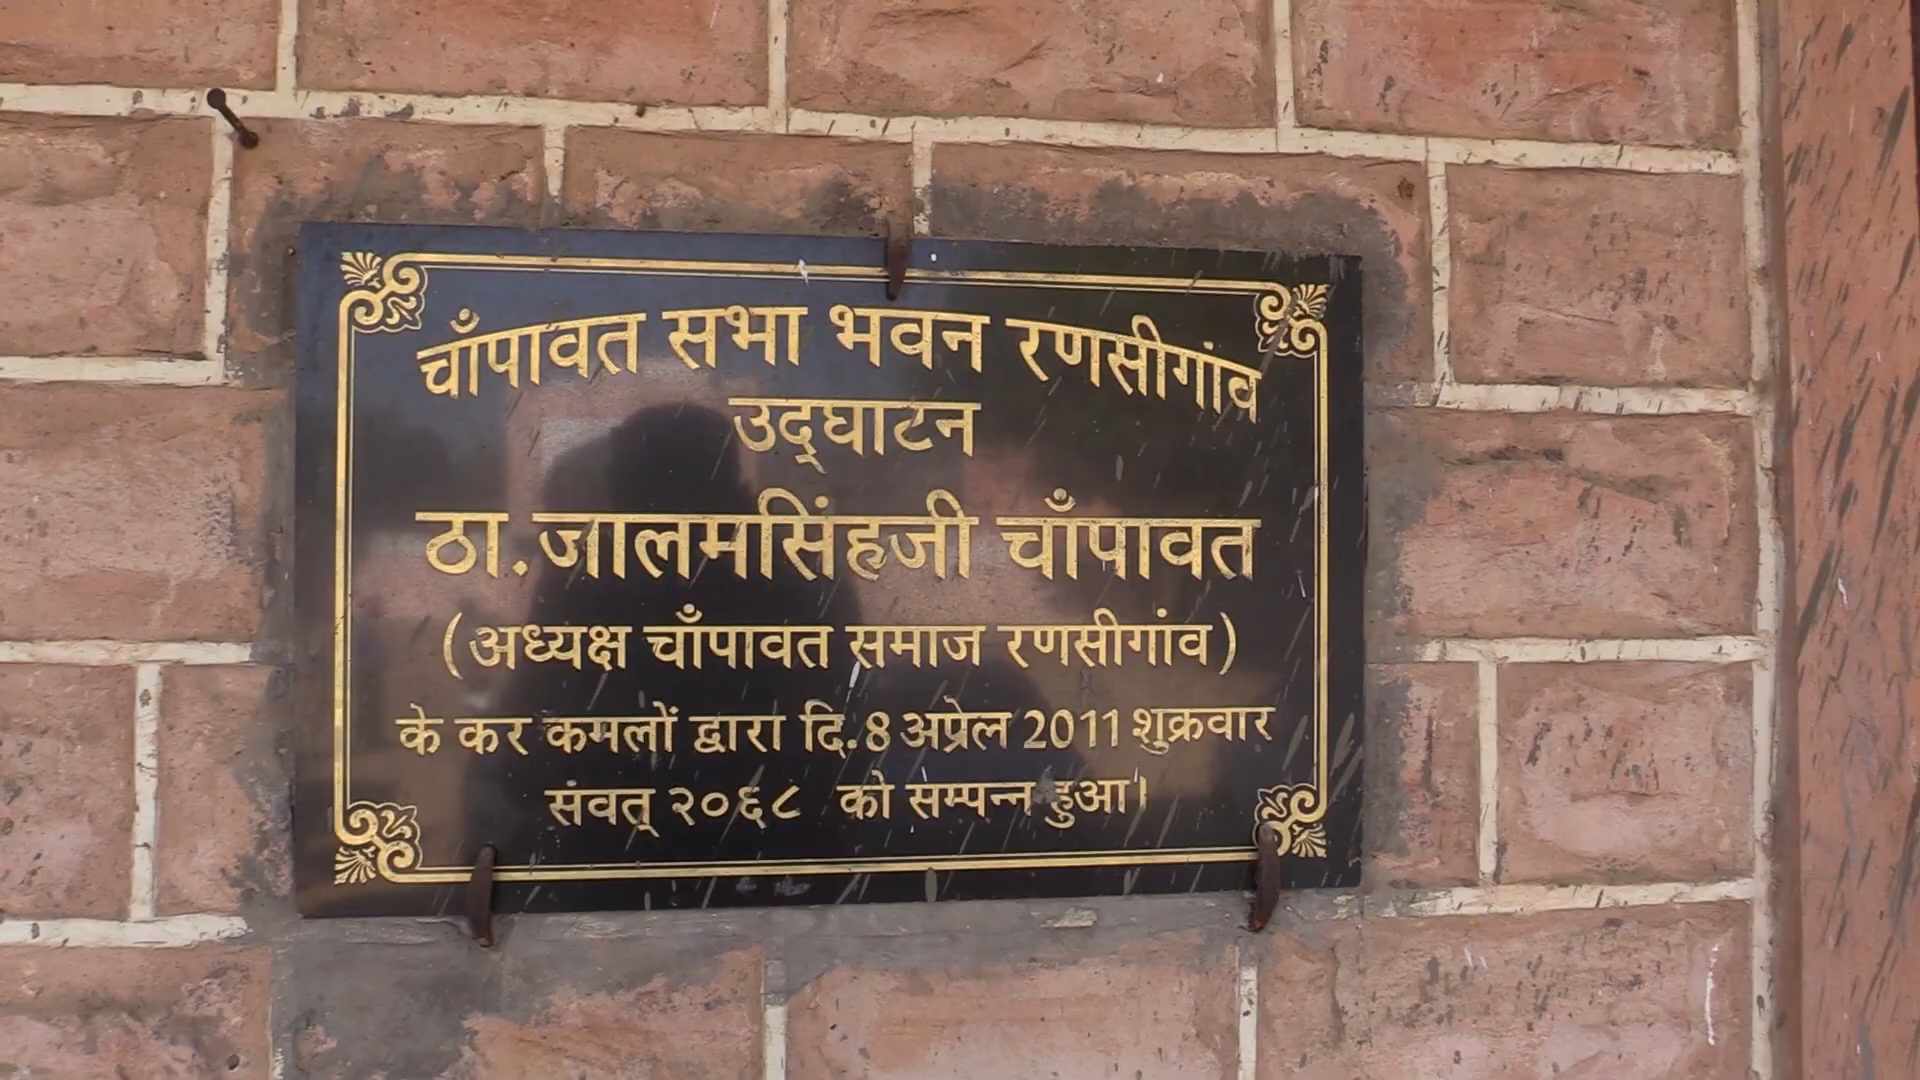 चाँपावत सभा भवन रणसीगांव
उद्‌घाटन
ठा.जालमसिंहजी चाँपावत
(अध्यक्ष चाँपावत समाज रणसीगांव)
के कर कमलों द्वारा दि.8 अप्रेल 2011 शुक्रवार
संवत् २०६८ को सम्पन्न हुआ।